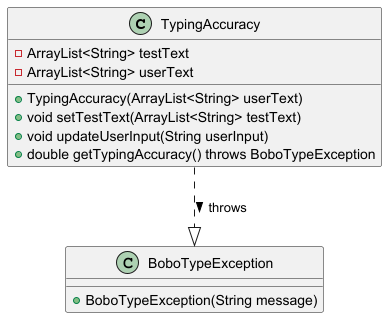 C TypingAccuracy
ArrayList<String> testText
ArrayList<String> userText
TypingAccuracy(ArrayList<String> userText)
void setTestText(ArrayList<String> testText)
void updateUserInput(String userInput)
double getTypingAccuracy() throws BoboTypeException
throws
C BoboTypeException
BoboTypeException(String message)